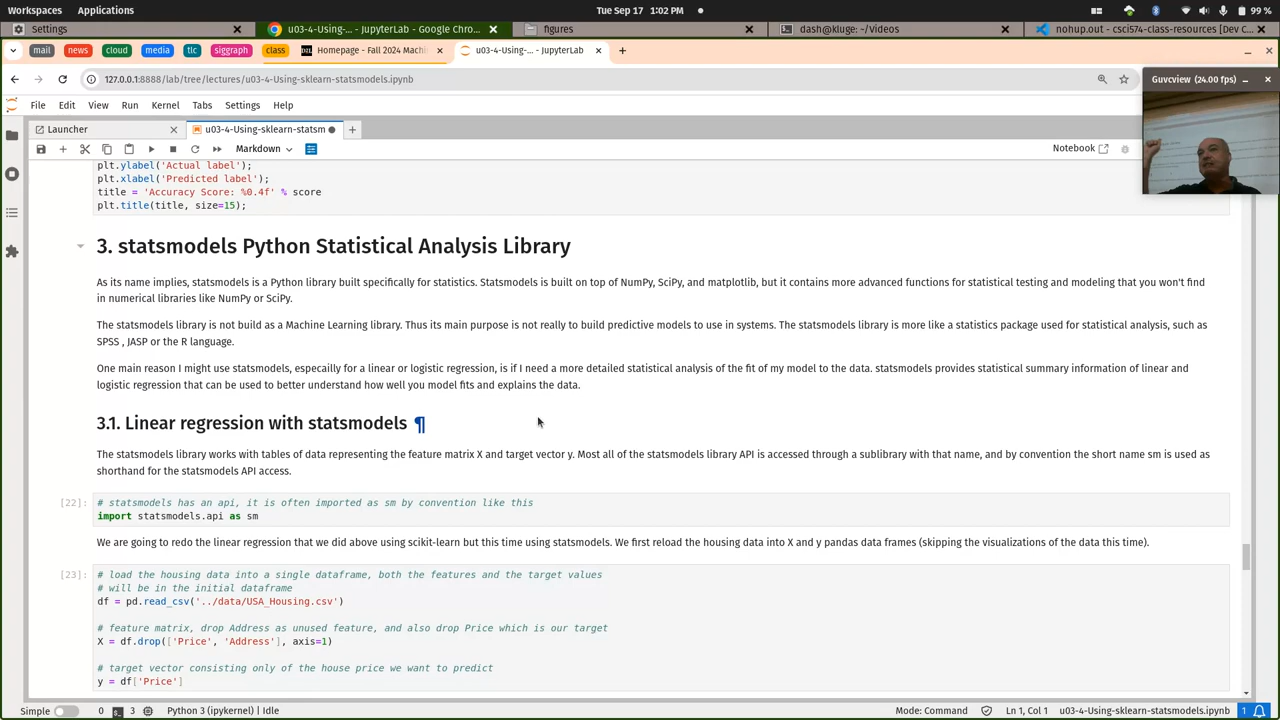 Workspaces Applications Tue Sep 17 1:02 PM 99 %
Settings u03-4-Using-... - JupyterLab - Google Chro... figures dash@kluge: ~/videos nohup.out - csci574-class-resources [Dev C...
mail news cloud media tlc siggraph class Homepage - Fall 2024 Machi u03-4-Using-... - JupyterLab
127.0.0.1:8888/lab/tree/lectures/u03-4-Using-sklearn-statsmodels.ipynb
Guvcview (24.00 fps)
File Edit View Run Kernel Tabs Settings Help
Launcher u03-4-Using-sklearn-statsm
Markdown Notebook
plt.ylabel('Actual label');
plt.xlabel('Predicted label');
title = 'Accuracy Score: %0.4f' % score
plt.title(title, size=15);
3. statsmodels Python Statistical Analysis Library
As its name implies, statsmodels is a Python library built specifically for statistics. Statsmodels is built on top of NumPy, SciPy, and matplotlib, but it contains more advanced functions for statistical testing and modeling that you won't find
in numerical libraries like NumPy or SciPy.
The statsmodels library is not build as a Machine Learning library. Thus its main purpose is not really to build predictive models to use in systems. The statsmodels library is more like a statistics package used for statistical analysis, such as
SPSS , JASP or the R language.
One main reason I might use statsmodels, especailly for a linear or logistic regression, is if I need a more detailed statistical analysis of the fit of my model to the data. statsmodels provides statistical summary information of linear and
logistic regression that can be used to better understand how well you model fits and explains the data.
3.1. Linear regression with statsmodels ¶
The statsmodels library works with tables of data representing the feature matrix X and target vector y. Most all of the statsmodels library API is accessed through a sublibrary with that name, and by convention the short name sm is used as
shorthand for the statsmodels API access.
[22]: # statsmodels has an api, it is often imported as sm by convention like this
import statsmodels.api as sm
We are going to redo the linear regression that we did above using scikit-learn but this time using statsmodels. We first reload the housing data into X and y pandas data frames (skipping the visualizations of the data this time).
[23]: # load the housing data into a single dataframe, both the features and the target values
# will be in the initial dataframe
df = pd.read_csv('../data/USA_Housing.csv')
# feature matrix, drop Address as unused feature, and also drop Price which is our target
X = df.drop(['Price', 'Address'], axis=1)
# target vector consisting only of the house price we want to predict
y = df['Price']
Simple 0 3 Python 3 (ipykernel) | Idle Mode: Command Ln 1, Col 1 u03-4-Using-sklearn-statsmodels.ipynb 1